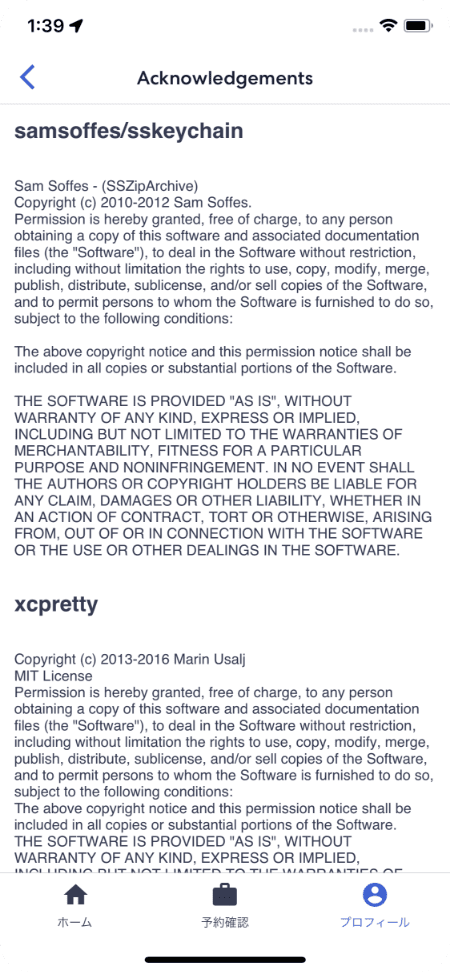 1:39
Acknowledgements
samsoffes/sskeychain
Sam Soffes - (SSZipArchive)
Copyright (c) 2010-2012 Sam Soffes.
Permission is hereby granted, free of charge, to any person
obtaining a copy of this software and associated documentation
files (the "Software"), to deal in the Software without restriction,
including without limitation the rights to use, copy, modify, merge,
publish, distribute, sublicense, and/or sell copies of the Software,
and to permit persons to whom the Software is furnished to do so,
subject to the following conditions:
The above copyright notice and this permission notice shall be
included in all copies or substantial portions of the Software.
THE SOFTWARE IS PROVIDED "AS IS", WITHOUT
WARRANTY OF ANY KIND, EXPRESS OR IMPLIED,
INCLUDING BUT NOT LIMITED TO THE WARRANTIES OF
MERCHANTABILITY, FITNESS FOR A PARTICULAR
PURPOSE AND NONINFRINGEMENT. IN NO EVENT SHALL
THE AUTHORS OR COPYRIGHT HOLDERS BE LIABLE FOR
ANY CLAIM, DAMAGES OR OTHER LIABILITY, WHETHER IN
AN ACTION OF CONTRACT, TORT OR OTHERWISE, ARISING
FROM, OUT OF OR IN CONNECTION WITH THE SOFTWARE
OR THE USE OR OTHER DEALINGS IN THE SOFTWARE.
xcpretty
Copyright (c) 2013-2016 Marin Usalj
MIT License
Permission is hereby granted, free of charge, to any person
obtaining a copy of this software and associated documentation
files (the "Software"), to deal in the Software without restriction,
including without limitation the rights to use, copy, modify, merge,
publish, distribute, sublicense, and/or sell copies of the Software,
and to permit persons to whom the Software is furnished to do so,
subject to the following conditions:
The above copyright notice and this permission notice shall be
included in all copies or substantial portions of the Software.
THE SOFTWARE IS PROVIDED "AS IS", WITHOUT
WARRANTY OF ANY KIND, EXPRESS OR IMPLIED,
INCLUDING BUT NOT LIMITED TO THE WARRANTIES OF
ホーム
予約確認
プロフィール